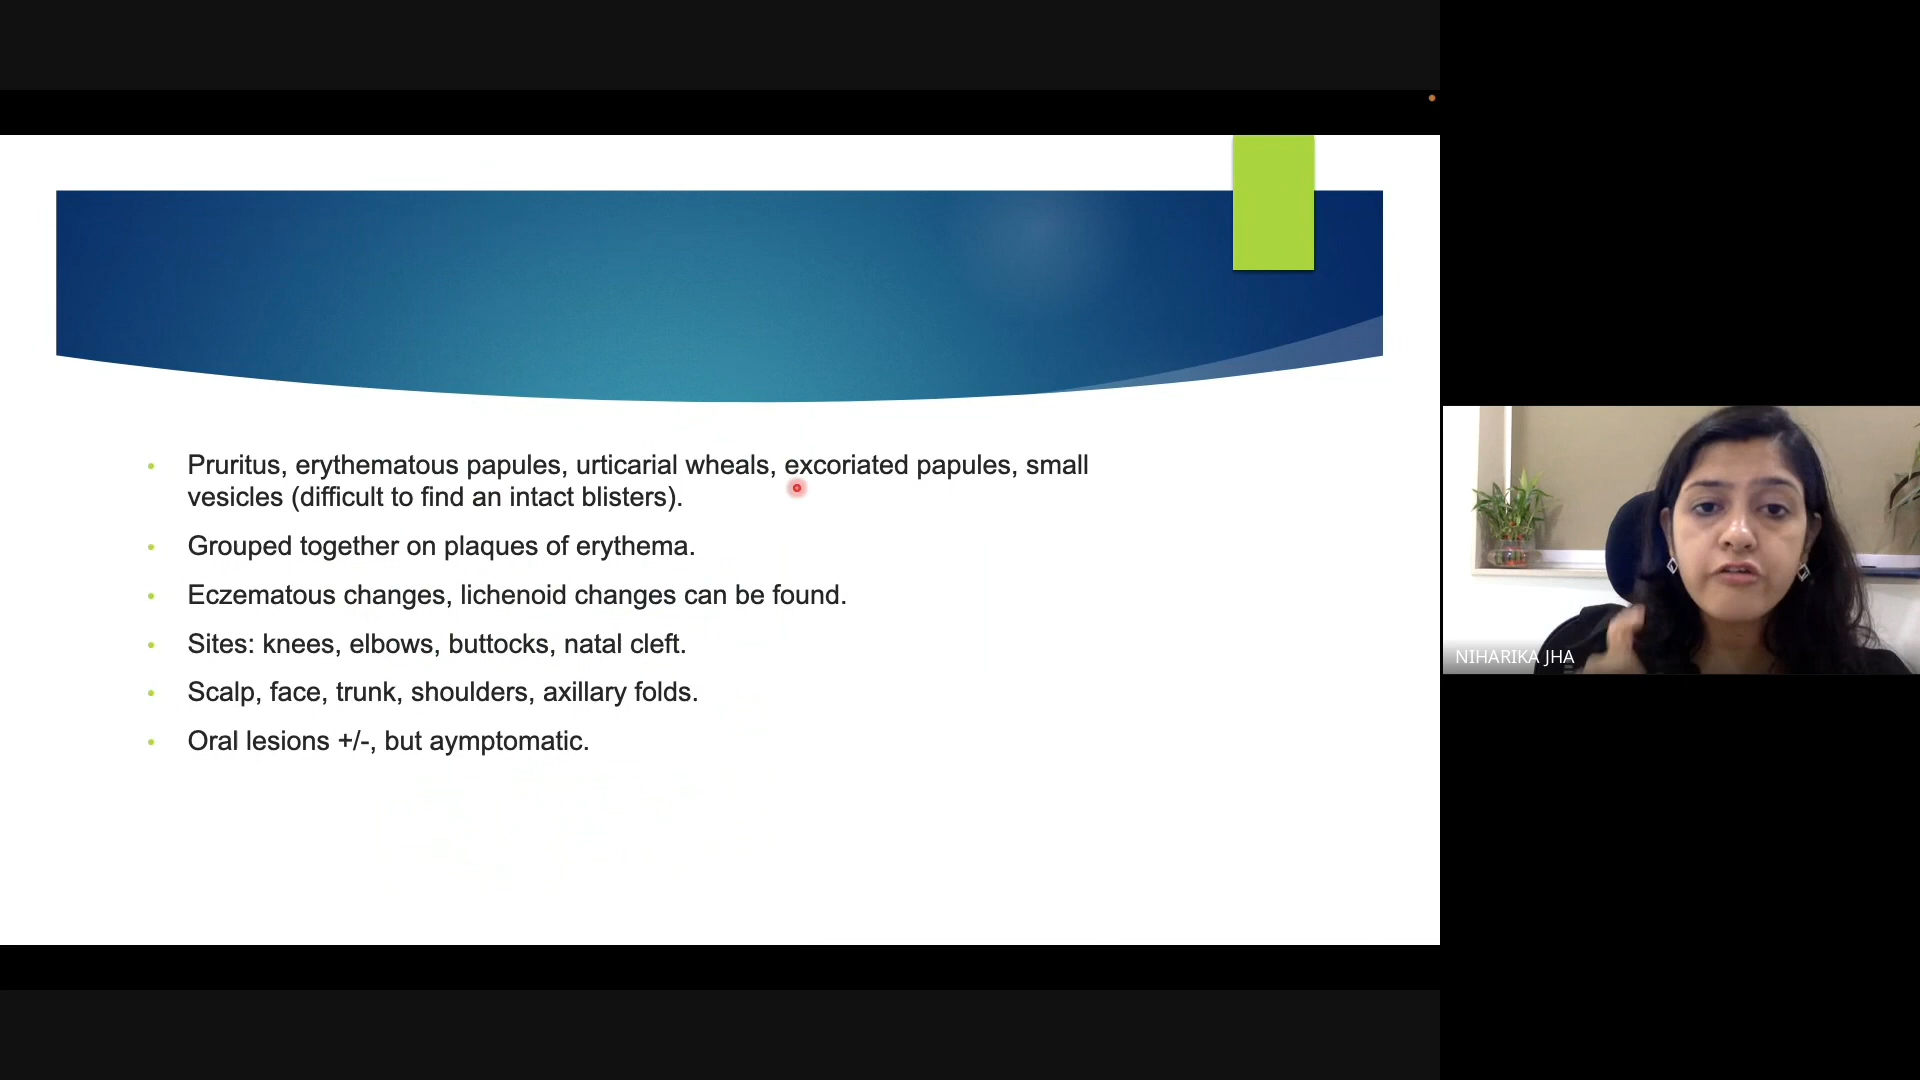 Pruritus, erythematous papules, urticarial wheals, excoriated papules, small
vesicles (difficult to find an intact blisters).
Grouped together on plaques of erythema.
Eczematous changes, lichenoid changes can be found.
Sites: knees, elbows, buttocks, natal cleft.
Scalp, face, trunk, shoulders, axillary folds.
Oral lesions +/-, but aymptomatic.
NIHARIKA JHA